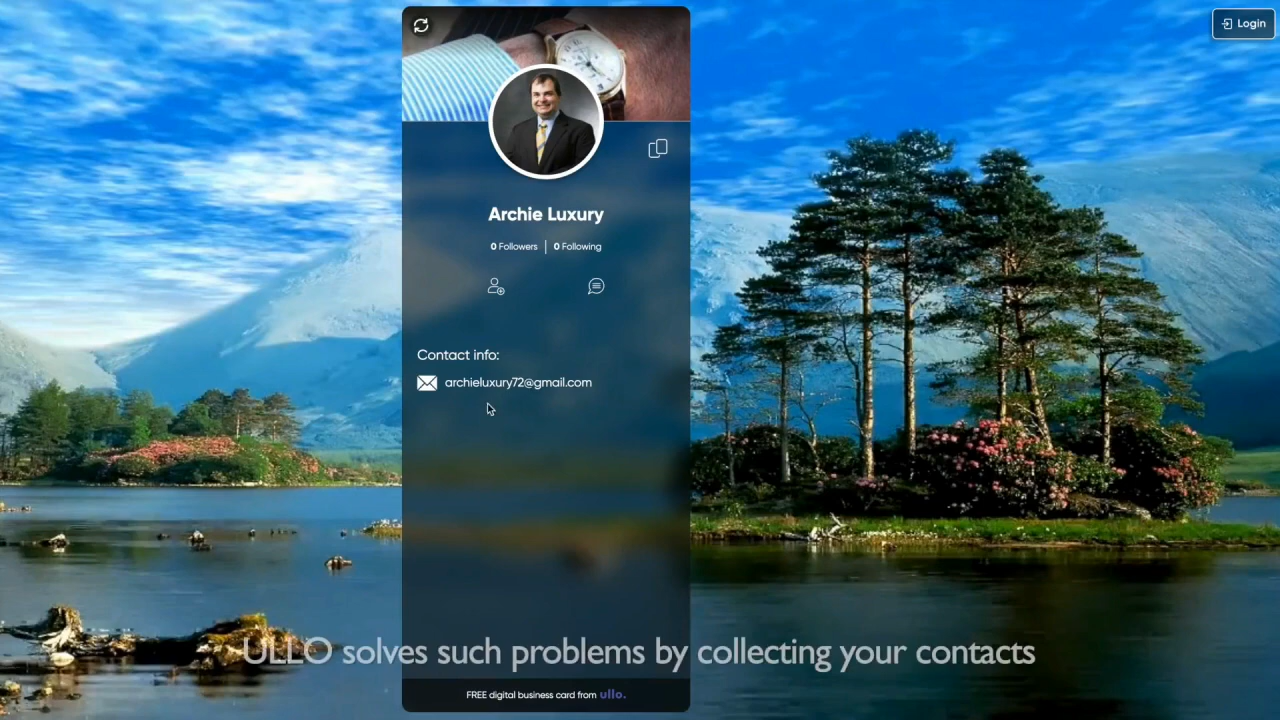 Login
Archie Luxury
0 Followers | 0 Following
Contact info:
archieluxury72@gmail.com
ULLO solves such problems by collecting your contacts
FREE digital business card from ullo.